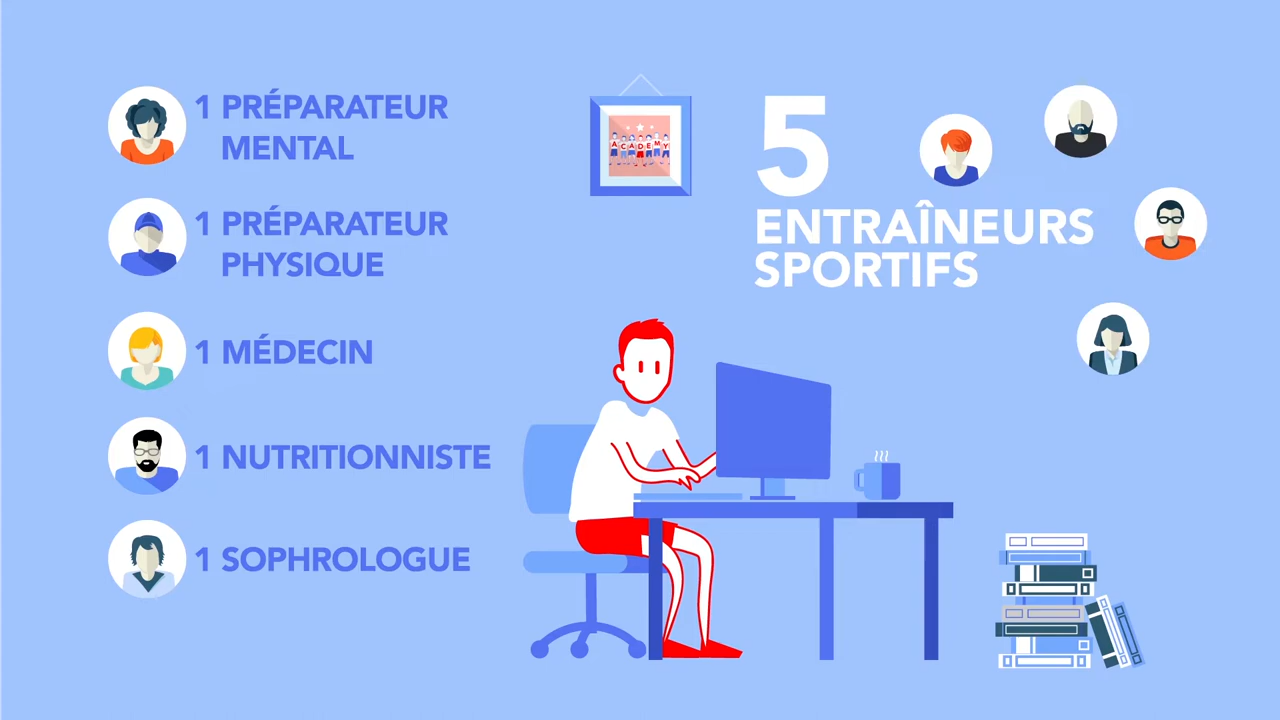 1 PRÉPARATEUR
MENTAL
1 PRÉPARATEUR
PHYSIQUE
1 MÉDECIN
1 NUTRITIONNISTE
1 SOPHROLOGUE
ACADEMY
5
ENTRAÎNEURS
SPORTIFS